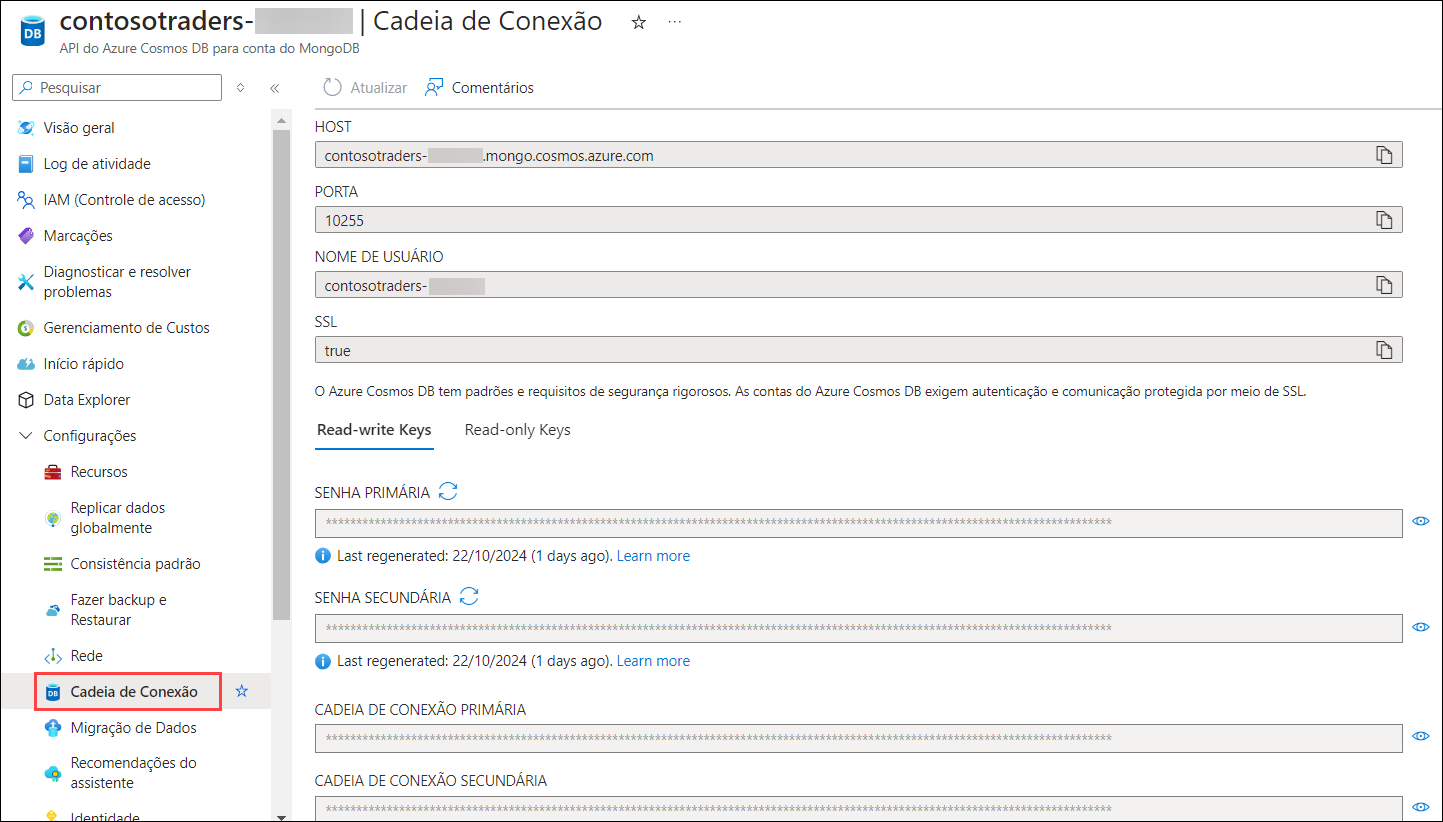 DB contosotraders- | Cadeia de Conexão ☆ ...
API do Azure Cosmos DB para conta do MongoDB
Pesquisar
Atualizar Comentários
Visão geral
Log de atividade
IAM (Controle de acesso)
Marcações
Diagnosticar e resolver
problemas
Gerenciamento de Custos
Início rápido
Data Explorer
Configurações
Recursos
Replicar dados
globalmente
Consistência padrão
Fazer backup e
Restaurar
Rede
DB Cadeia de Conexão
Migração de Dados
Recomendações do
assistente
Identidade
HOST
contosotraders- .mongo.cosmos.azure.com
PORTA
10255
NOME DE USUÁRIO
contosotraders-
SSL
true
O Azure Cosmos DB tem padrões e requisitos de segurança rigorosos. As contas do Azure Cosmos DB exigem autenticação e comunicação protegida por meio de SSL.
Read-write Keys Read-only Keys
SENHA PRIMÁRIA
Last regenerated: 22/10/2024 (1 days ago). Learn more
SENHA SECUNDÁRIA
Last regenerated: 22/10/2024 (1 days ago). Learn more
CADEIA DE CONEXÃO PRIMÁRIA
CADEIA DE CONEXÃO SECUNDÁRIA